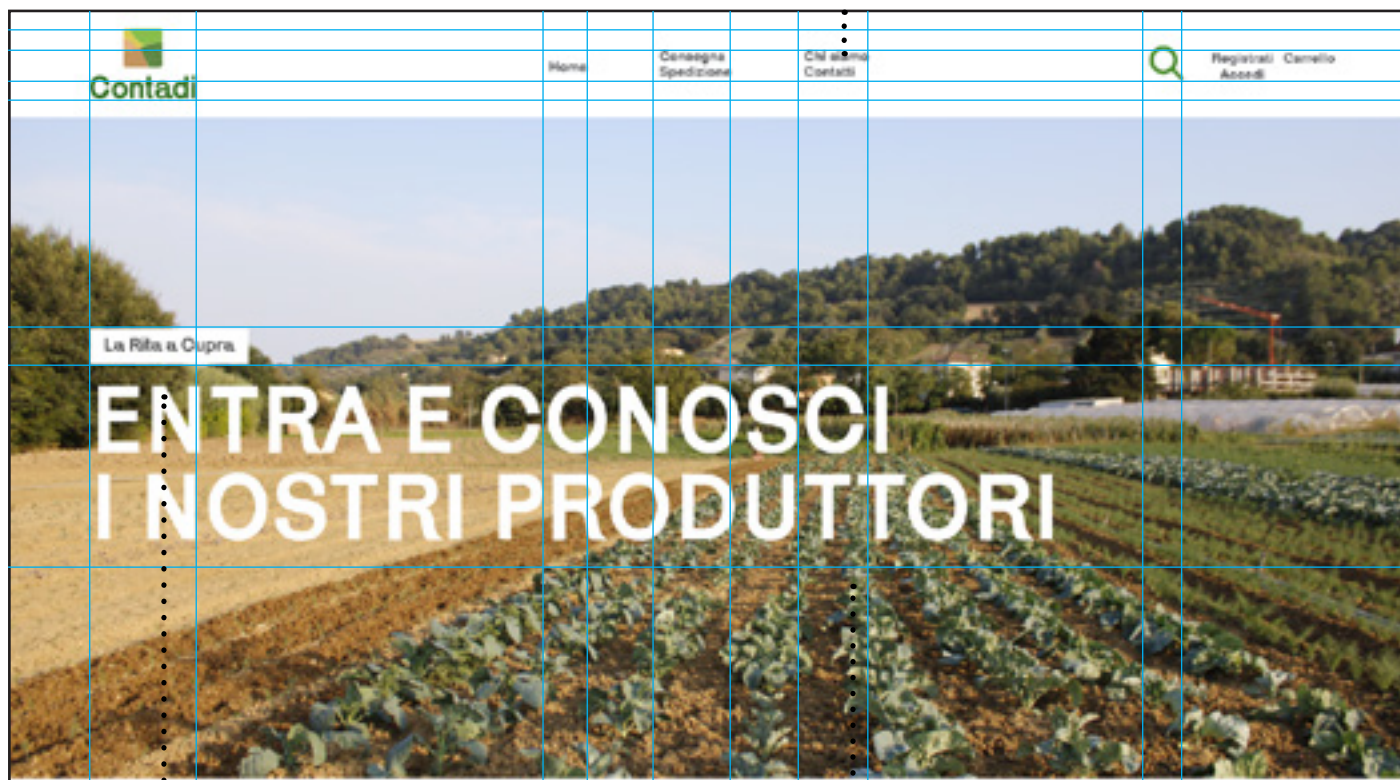 Contadi
Home
Consegna
Spedizione
Chi siamo
Contatti
Registrati Carrello
Accedi
La Rita a Cupra
ENTRA E CONOSCI
I NOSTRI PRODUTTORI